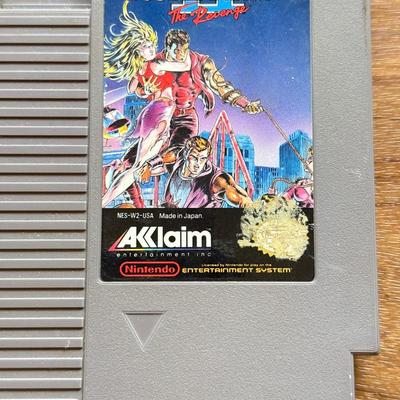 The Revenge
NES-W2-USA Made in Japan.
AKKlaim
entertainment inc
Licensed by Nintendo for play on the
Nintendo ENTERTAINMENT SYSTEM